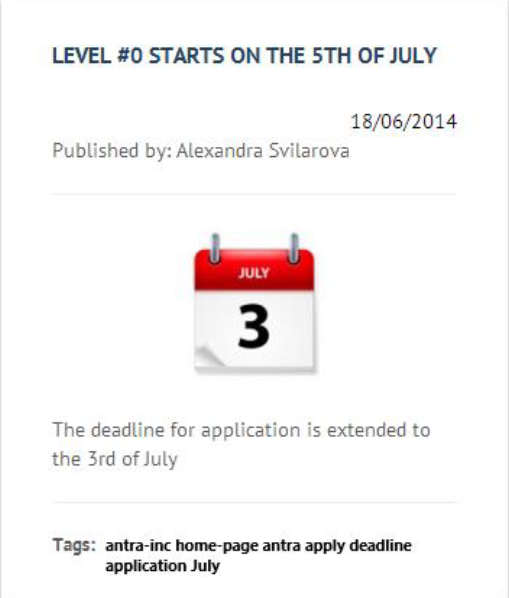 LEVEL #0 STARTS ON THE 5TH OF JULY
18/06/2014
Published by: Alexandra Svilarova
JULY
3
The deadline for application is extended to
the 3rd of July
Tags: antra-inc home-page antra apply deadline
application July